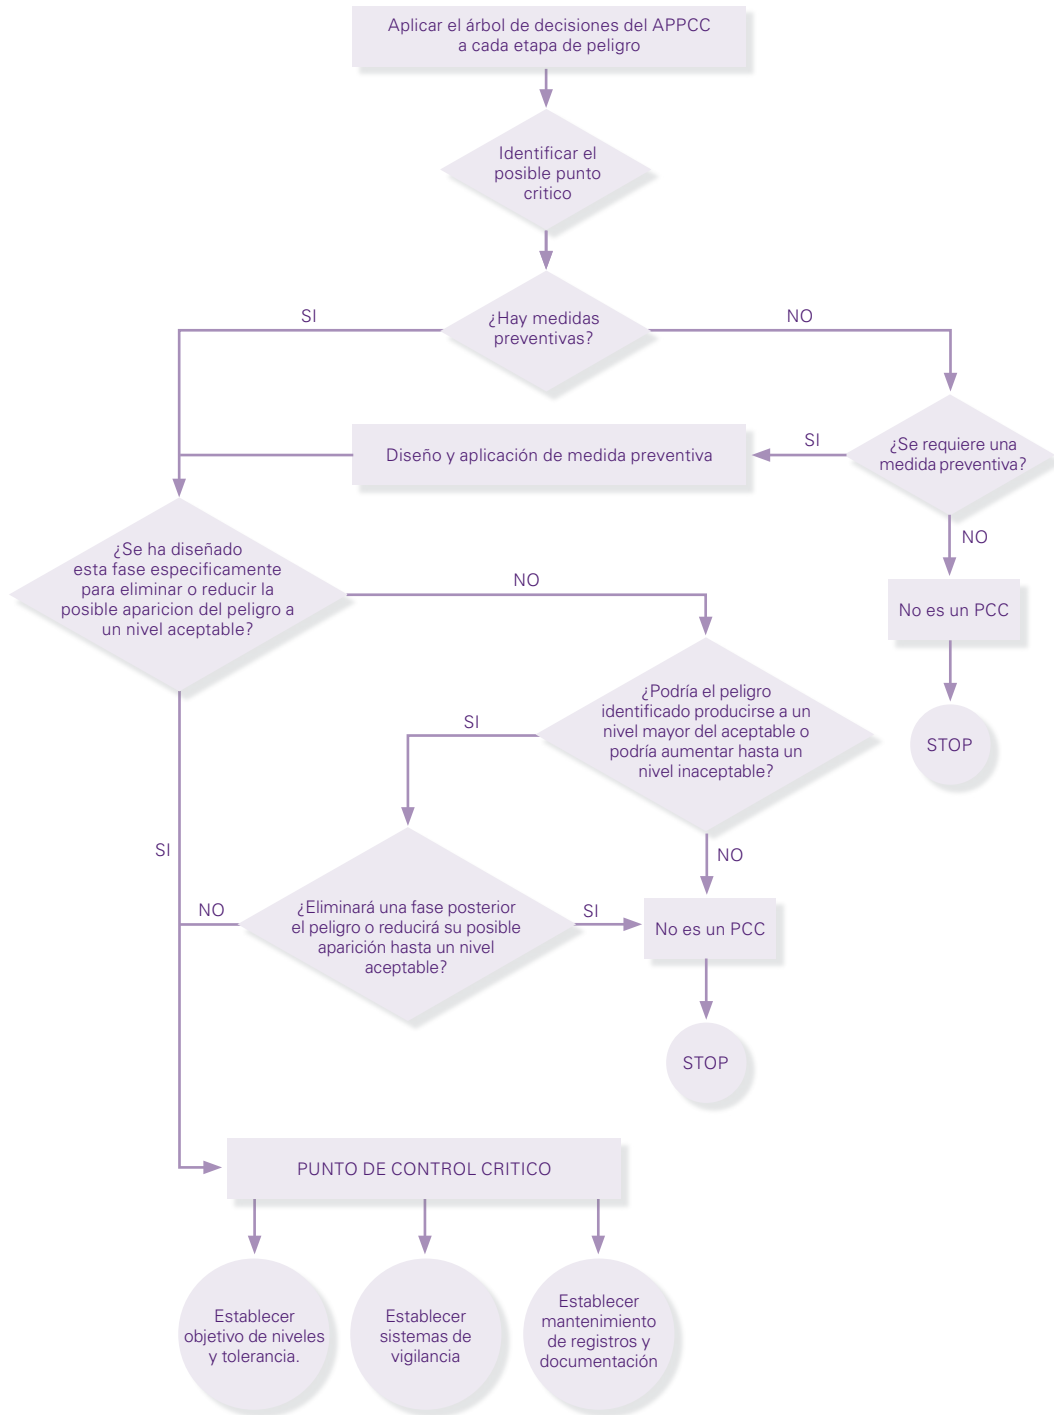 Aplicar el árbol de decisiones del APPCC
a cada etapa de peligro
Identificar el
posible punto
critico
¿Hay medidas
preventivas?
SI
NO
¿Se requiere una
medida preventiva?
SI
Diseño y aplicación de medida preventiva
NO
No es un PCC
STOP
¿Se ha diseñado
esta fase especificamente
para eliminar o reducir la
posible aparicion del peligro a
un nivel aceptable?
NO
¿Podría el peligro
identificado producirse a un
nivel mayor del aceptable o
podría aumentar hasta un
nivel inaceptable?
SI
NO
SI
¿Eliminará una fase posterior
el peligro o reducirá su posible
aparición hasta un nivel
aceptable?
NO
SI
No es un PCC
STOP
PUNTO DE CONTROL CRITICO
Establecer
objetivo de niveles
y tolerancia.
Establecer
sistemas de
vigilancia
Establecer
mantenimiento
de registros y
documentación